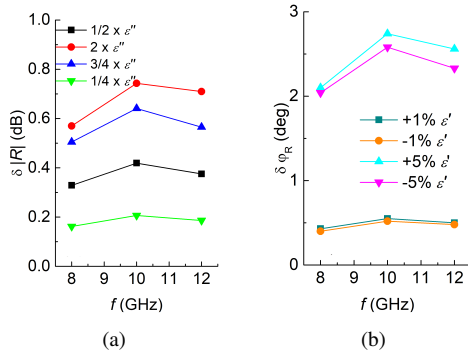 1/2 x ε″
2 x ε″
3/4 x ε″
1/4 x ε″
δ |R| (dB)
1.0
0.8
0.6
0.4
0.2
0.0
8 9 10 11 12
f (GHz)
(a)
δ φR (deg)
3
2
1
0
+1% ε'
-1% ε'
+5% ε'
-5% ε'
8 9 10 11 12
f (GHz)
(b)